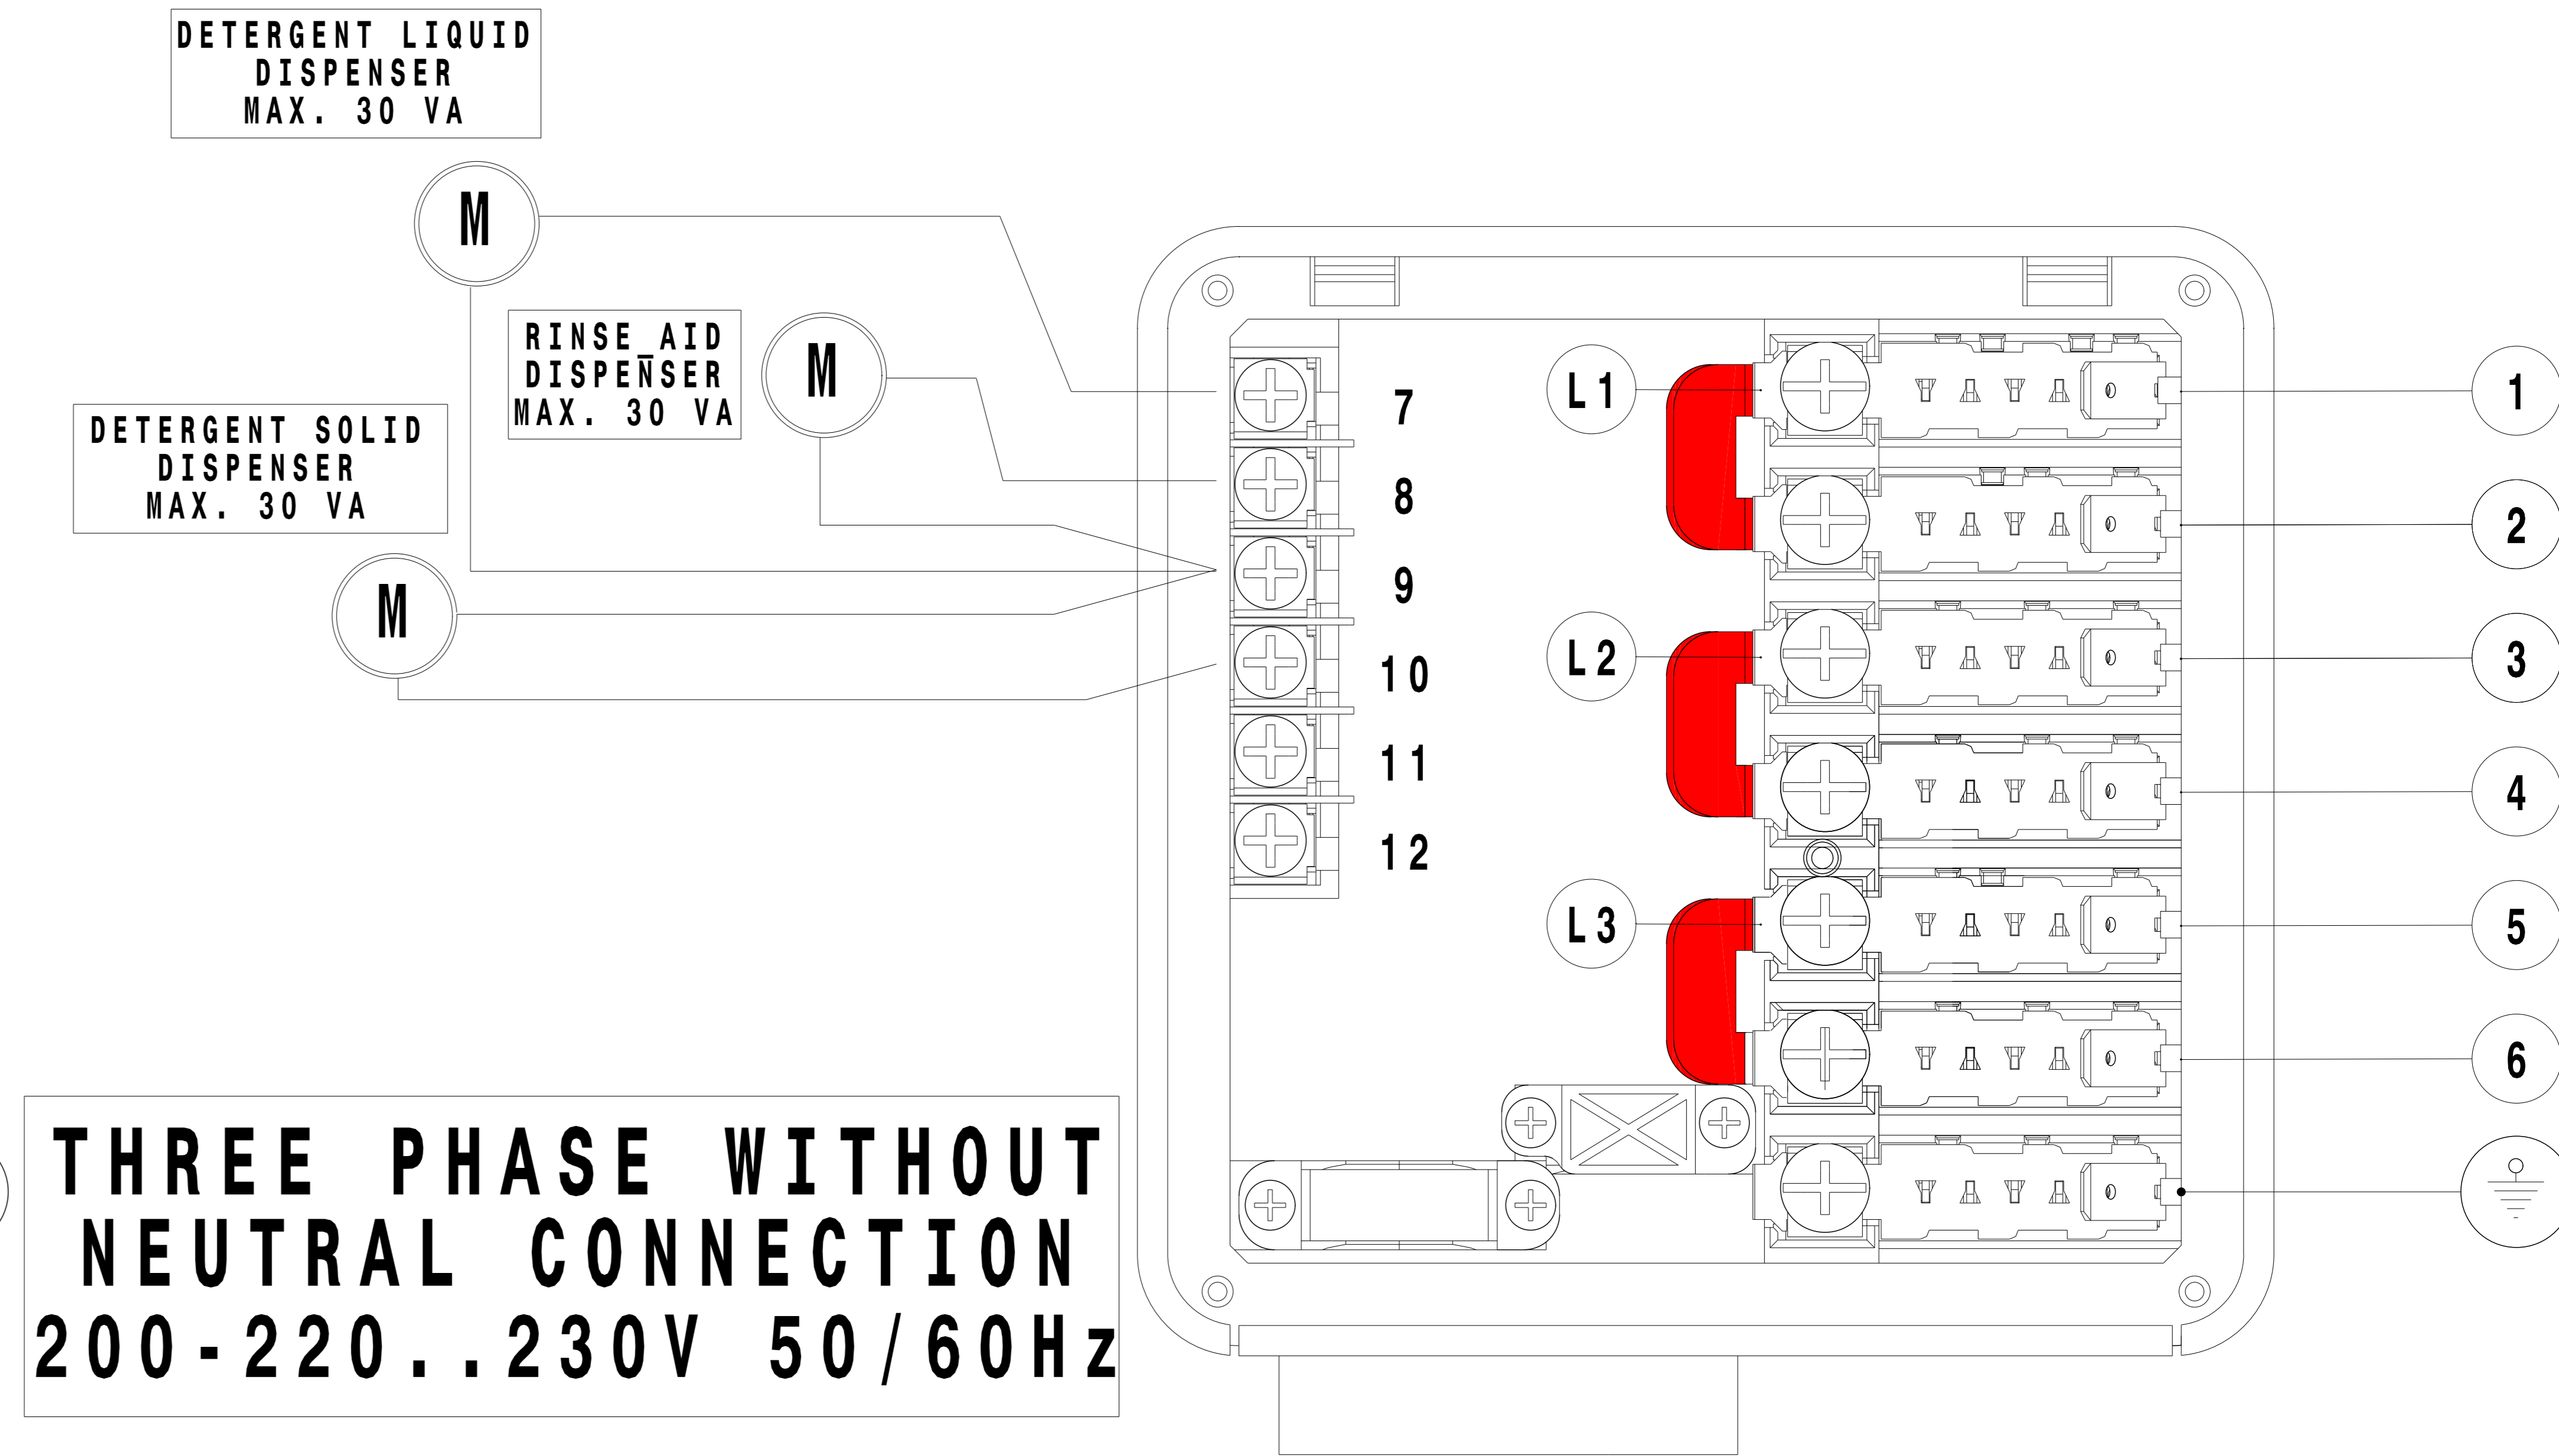 DETERGENT LIQUID
DISPENSER
MAX. 30 VA
M
RINSE_AID
DISPENSER
MAX. 30 VA
M
DETERGENT SOLID
DISPENSER
MAX. 30 VA
M
7
8
9
10
11
12
L1
L2
L3
1
2
3
4
5
6
THREE PHASE WITHOUT
NEUTRAL CONNECTION
200-220..230V 50/60Hz